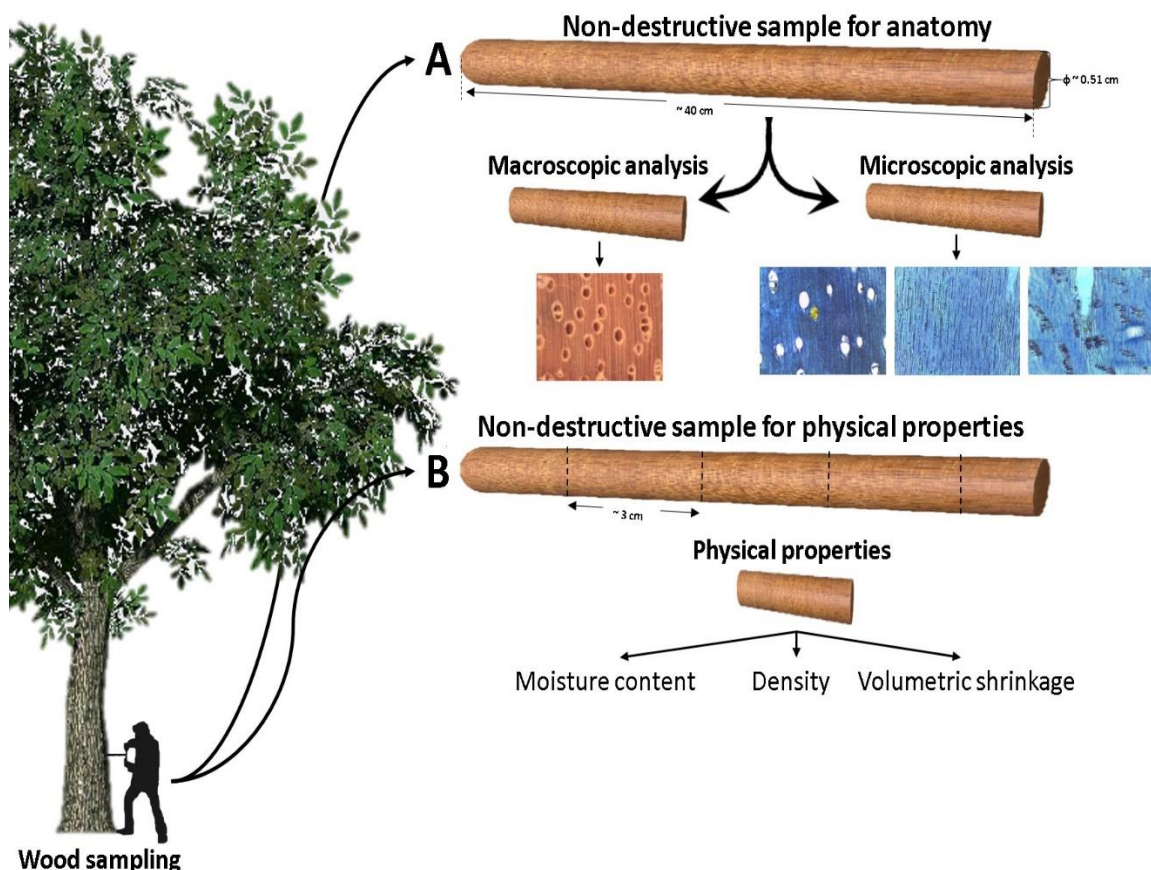 Non-destructive sample for anatomy
A
ϕ ~ 0.51 cm
~ 40 cm
Macroscopic analysis
Microscopic analysis
Non-destructive sample for physical properties
B
~ 3 cm
Physical properties
Moisture content
Density
Volumetric shrinkage
Wood sampling